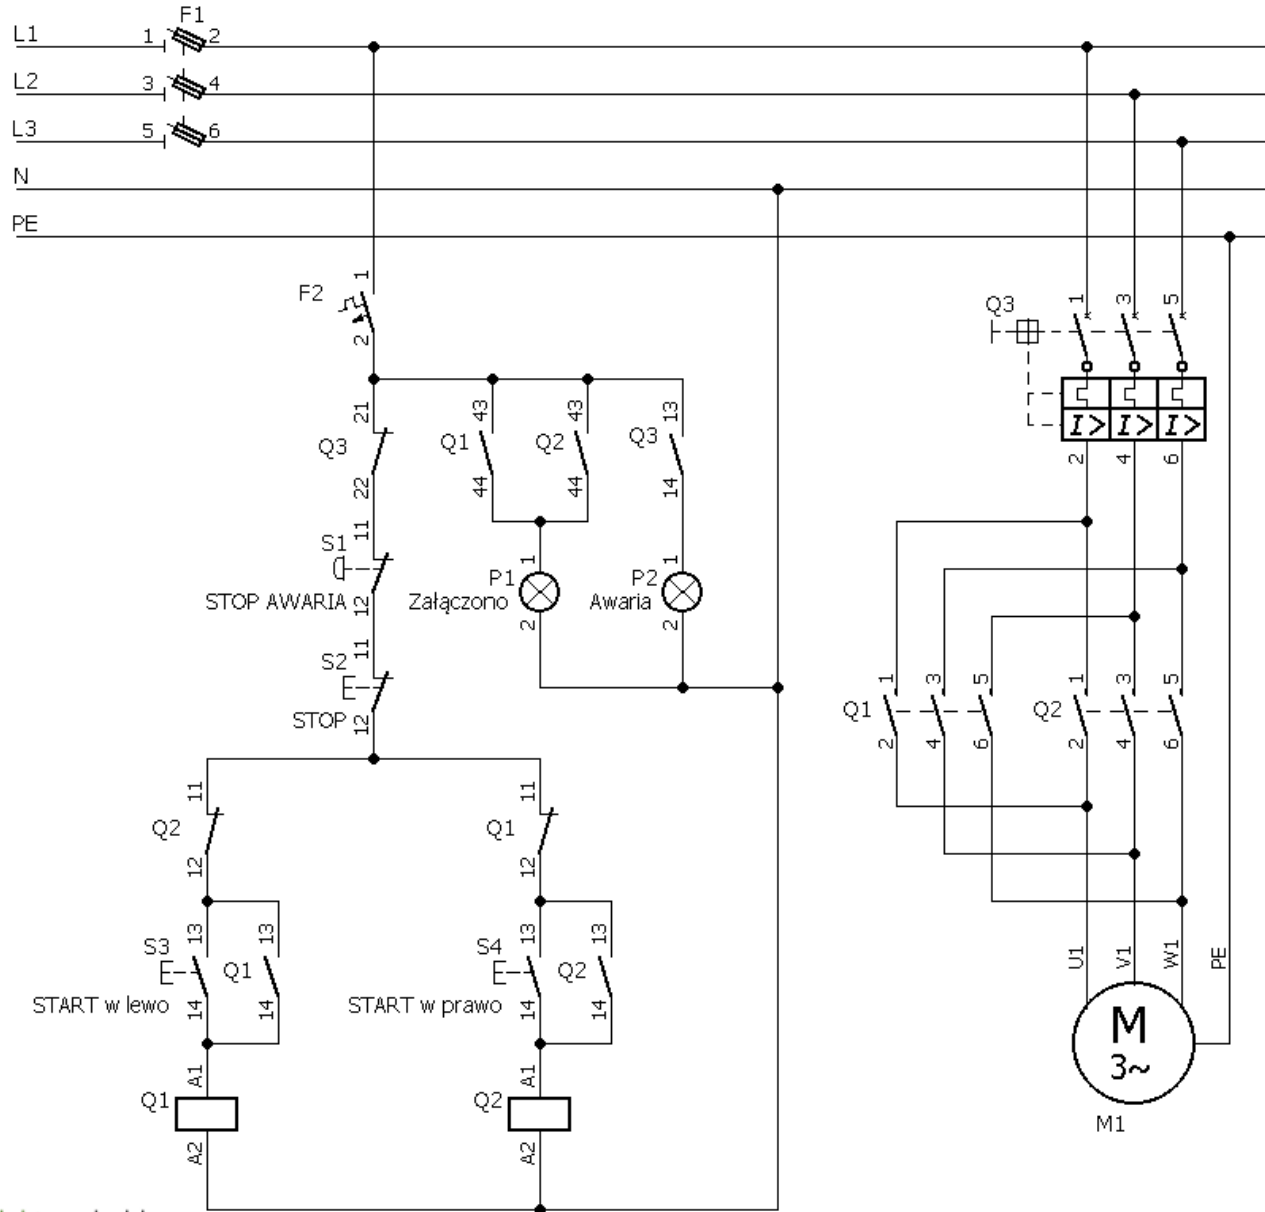 F1
L1 1 2
L2 3 4
L3 5 6
N
PE
1
F2
2
Q3 1 3 5
I> I> I>
2 4 6
21 43 43 13
Q3 Q1 Q2 Q3
22 44 44 14
11
S1
STOP AWARIA 12
1 1
P1 P2
Załączono Awaria
2 2
11
S2
STOP 12
1 3 5 1 3 5
Q1 Q2
2 4 6 2 4 6
11 11
Q2 Q1
12 12
13 13 13 13
S3 Q1 S4 Q2
START w lewo 14 14 START w prawo 14 14
U1 V1 W1 PE
M
3~
M1
A1 A1
Q1 Q2
A2 A2